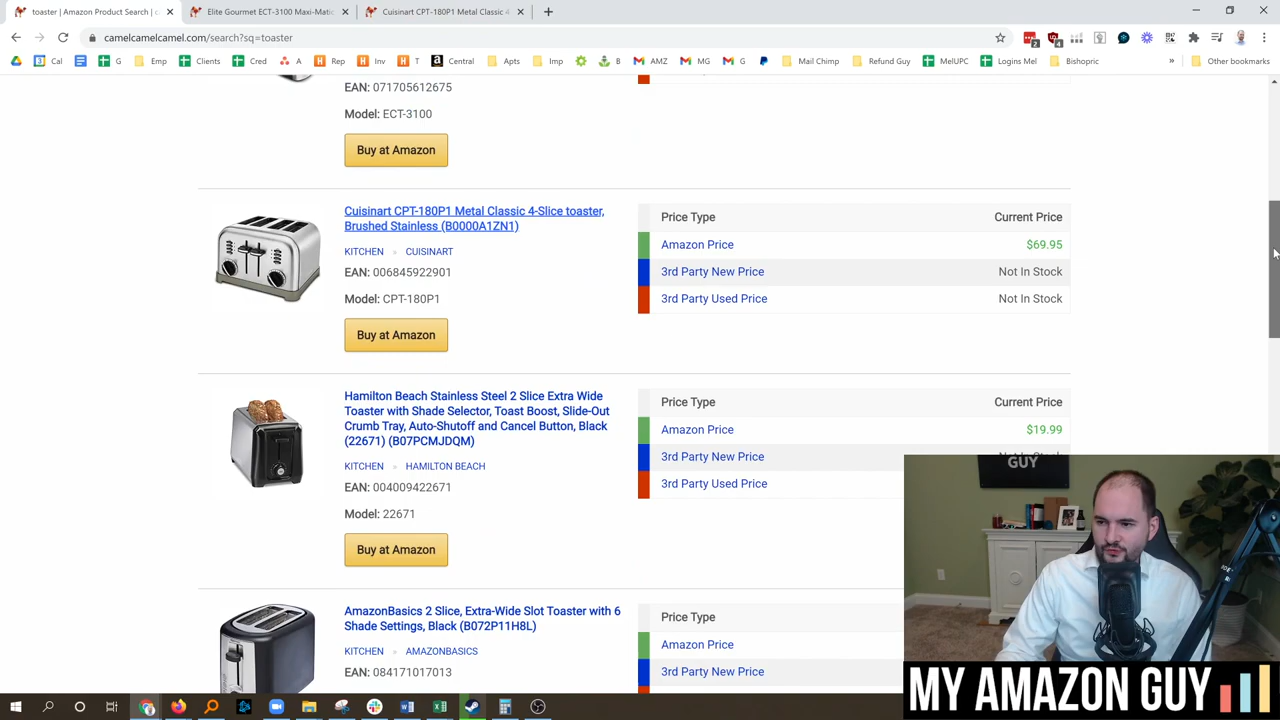 toaster | Amazon Product Search | c
Elite Gourmet ECT-3100 Maxi-Matic
Cuisinart CPT-180P1 Metal Classic 4
camelcamelcamel.com/search?sq=toaster
Cal
G
Emp
Clients
Cred
A
Rep
Inv
T
Central
Apts
Imp
B
AMZ
MG
G
Mail Chimp
Refund Guy
MelUPC
Logins Mel
Bishopric
»
Other bookmarks
EAN: 071705612675
Model: ECT-3100
Buy at Amazon
Cuisinart CPT-180P1 Metal Classic 4-Slice toaster,
Brushed Stainless (B0000A1ZN1)
KITCHEN » CUISINART
EAN: 006845922901
Model: CPT-180P1
Buy at Amazon
Price Type Current Price
Amazon Price $69.95
3rd Party New Price Not In Stock
3rd Party Used Price Not In Stock
Hamilton Beach Stainless Steel 2 Slice Extra Wide
Toaster with Shade Selector, Toast Boost, Slide-Out
Crumb Tray, Auto-Shutoff and Cancel Button, Black
(22671) (B07PCMJDQM)
KITCHEN » HAMILTON BEACH
EAN: 004009422671
Model: 22671
Buy at Amazon
Price Type Current Price
Amazon Price $19.99
3rd Party New Price
3rd Party Used Price
AmazonBasics 2 Slice, Extra-Wide Slot Toaster with 6
Shade Settings, Black (B072P11H8L)
KITCHEN » AMAZONBASICS
EAN: 084171017013
Price Type
Amazon Price
3rd Party New Price
GUY
MY AMAZON GUY